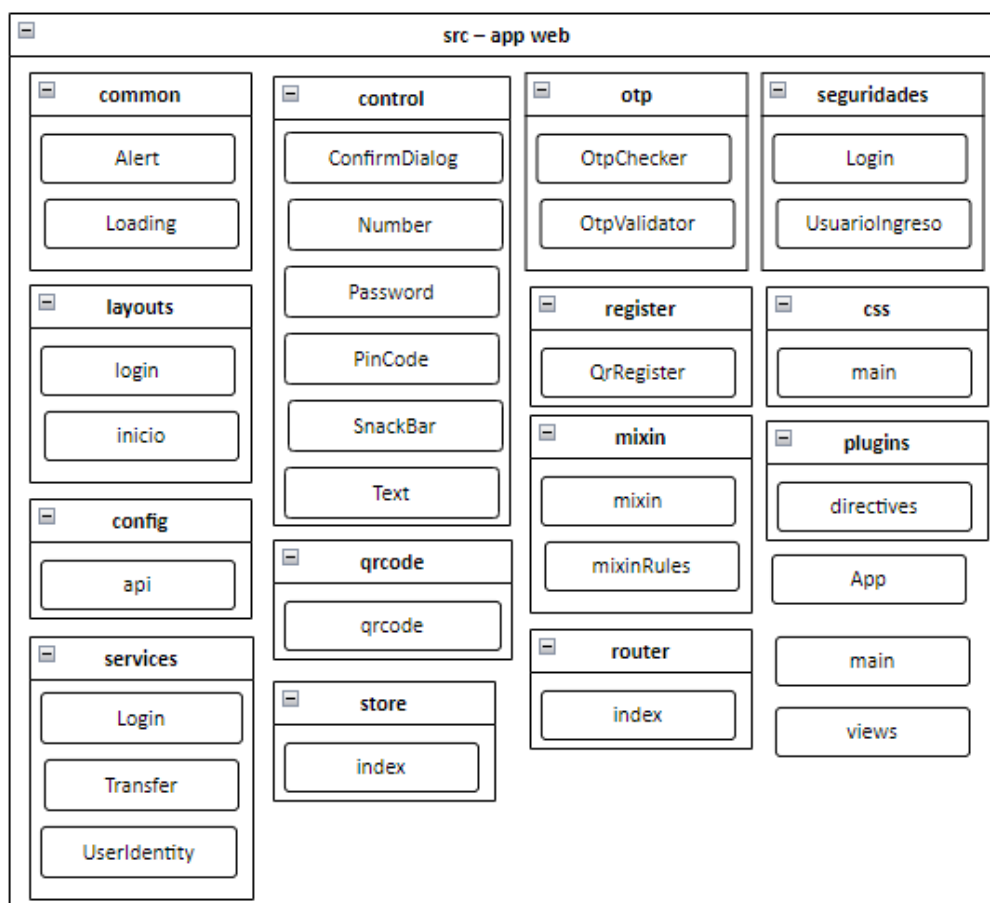 src – app web
common
Alert
Loading
layouts
login
inicio
config
api
services
Login
Transfer
UserIdentity
control
ConfirmDialog
Number
Password
PinCode
SnackBar
Text
qrcode
qrcode
store
index
otp
OtpChecker
OtpValidator
register
QrRegister
mixin
mixin
mixinRules
router
index
seguridades
Login
UsuarioIngreso
css
main
plugins
directives
App
main
views